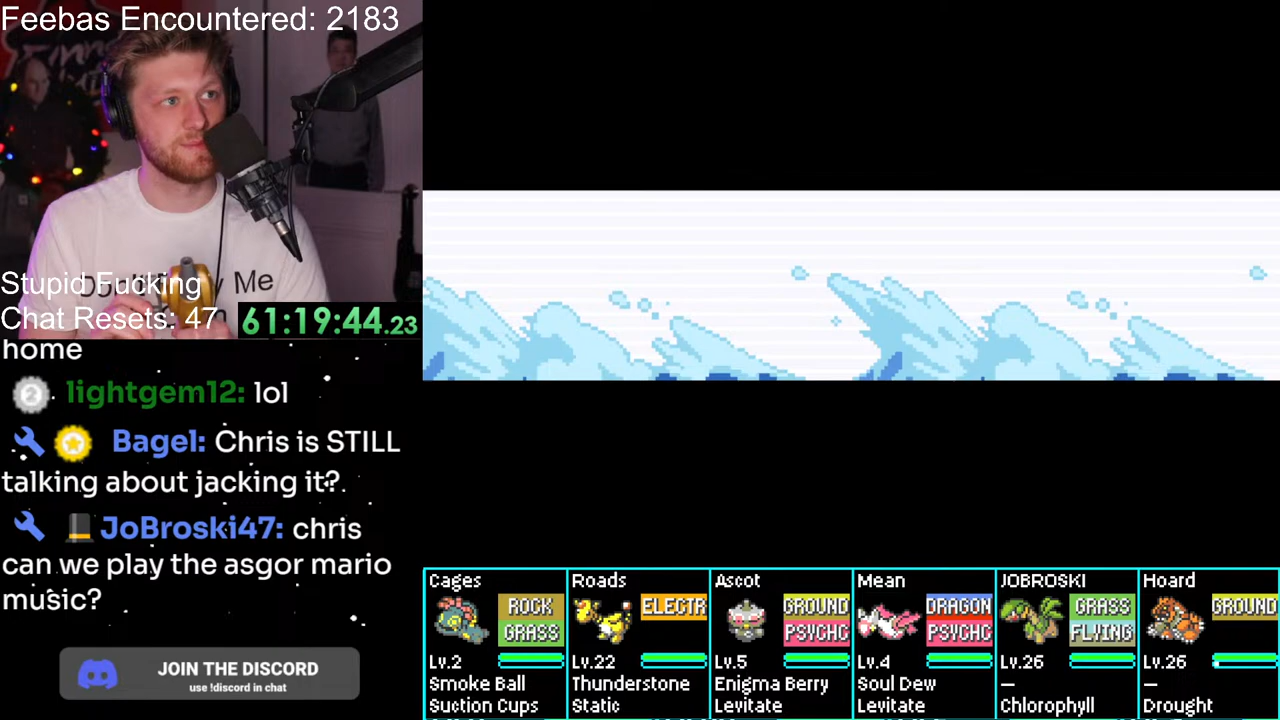 Feebas Encountered: 2183
Stupid Fucking
Chat Resets: 47
61:19:44.23
Me
home
lightgem12: lol
Bagel: Chris is STILL
talking about jacking it?
JoBroski47: chris
can we play the asgor mario
music?
JOIN THE DISCORD
use !discord in chat
Cages
ROCK
GRASS
Lv.2
Smoke Ball
Suction Cups
Roads
ELECTR
Lv.22
Thunderstone
Static
Ascot
GROUND
PSYCHC
Lv.5
Enigma Berry
Levitate
Mean
DRAGON
PSYCHC
Lv.4
Soul Dew
Levitate
JOBROSKI
GRASS
FLYING
Lv.26
—
Chlorophyll
Hoard
GROUND
Lv.26
—
Drought